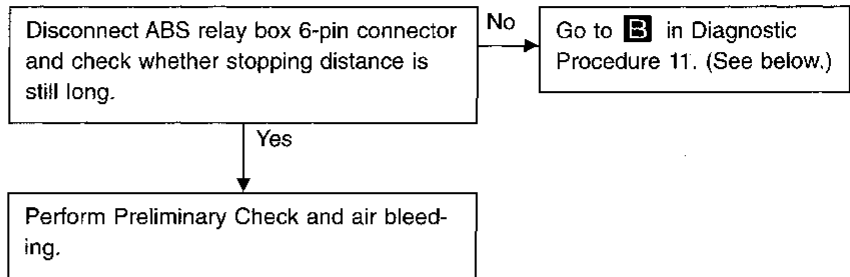 Disconnect ABS relay box 6-pin connector
and check whether stopping distance is
still long.
No
Go to B in Diagnostic
Procedure 11. (See below.)
Yes
Perform Preliminary Check and air bleed-
ing.